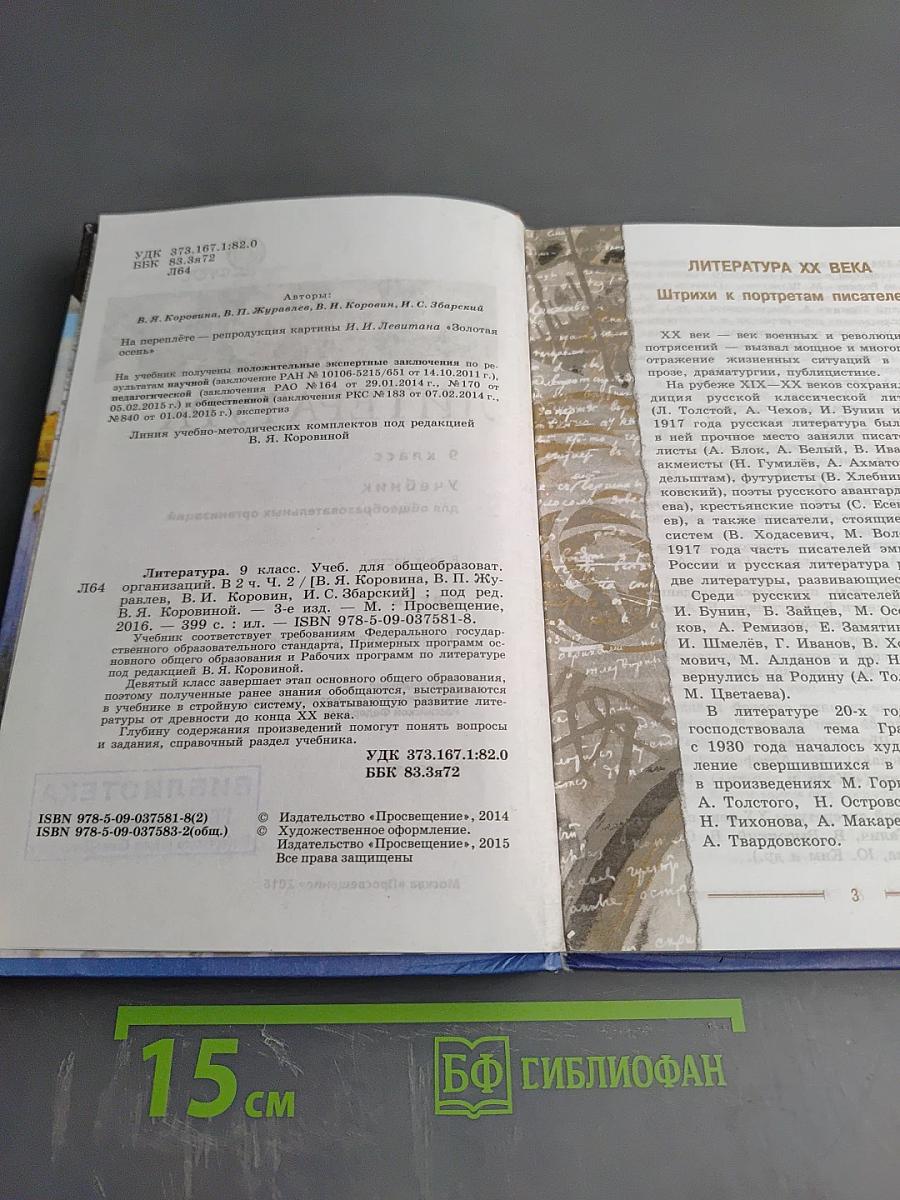 УДК 373.167.1:82.0
ББК 83.3я72
Л64
Авторы:
В. Я. Коровина, В. П. Журавлев, В. И. Коровин, И. С. Збарский
На переплёте — репродукция картины И. И. Левитана «Золотая
осень»
На учебник получены положительные экспертные заключения по ре-
зультатам научной (заключение РАН № 10106-5215/651 от 14.10.2011 г.),
педагогической (заключения РАО № 164 от 29.01.2014 г., № 170 от
05.02.2015 г.) и общественной (заключения РКС № 183 от 07.02.2014 г.,
№ 840 от 01.04.2015 г.) экспертиз
Линия учебно-методических комплектов под редакцией
В. Я. Коровиной
Литература. 9 класс. Учеб. для общеобразоват.
Л64 организаций. В 2 ч. Ч. 2 / [В. Я. Коровина, В. П. Жу-
равлев, В. И. Коровин, И. С. Збарский] ; под ред.
В. Я. Коровиной. — 3-е изд. — М. : Просвещение,
2016. — 399 с. : ил. — ISBN 978-5-09-037581-8.
Учебник соответствует требованиям Федерального государ-
ственного образовательного стандарта, Примерных программ ос-
новного общего образования и Рабочих программ по литературе
под редакцией В. Я. Коровиной.
Девятый класс завершает этап основного общего образования,
поэтому полученные ранее знания обобщаются, выстраиваются
в учебнике в стройную систему, охватывающую развитие лите-
ратуры от древности до конца XX века.
Глубину содержания произведений помогут понять вопросы
и задания, справочный раздел учебника.
УДК 373.167.1:82.0
ББК 83.3я72
ISBN 978-5-09-037581-8(2)
ISBN 978-5-09-037583-2(общ.)
© Издательство «Просвещение», 2014
© Художественное оформление.
Издательство «Просвещение», 2015
Все права защищены
ЛИТЕРАТУРА XX ВЕКА
Штрихи к портретам писателе
XX век — век военных и революци
потрясений — вызвал мощное и многог
отражение жизненных ситуаций в
прозе, драматургии, публицистике.
На рубеже XIX—XX веков сохранял
диция русской классической лит
(Л. Толстой, А. Чехов, И. Бунин и
1917 года русская литература был
в ней прочное место заняли писат
листы (А. Блок, А. Белый, В. Ива
акмеисты (Н. Гумилёв, А. Ахмато
дельштам), футуристы (В. Хлебни
ковский), поэты русского авангард
ева), крестьянские поэты (С. Есен
ев), а также писатели, стоящие
систем (В. Ходасевич, М. Воло
1917 года часть писателей эми
России и русская литература р
две литературы, развивающиес
Среди русских писателей
И. Бунин, Б. Зайцев, М. Осо
ков, А. Ремизов, Е. Замятин
И. Шмелёв, Г. Иванов, В. Хо
мович, М. Алданов и др. Н
вернулись на Родину (А. Тол
М. Цветаева).
В литературе 20-х го
господствовала тема Гра
с 1930 года началось худ
ление свершившихся в
в произведениях М. Горь
А. Толстого, Н. Островс
Н. Тихонова, А. Макаре
А. Твардовского.
3
15 см
БФ БИБЛИОФАН